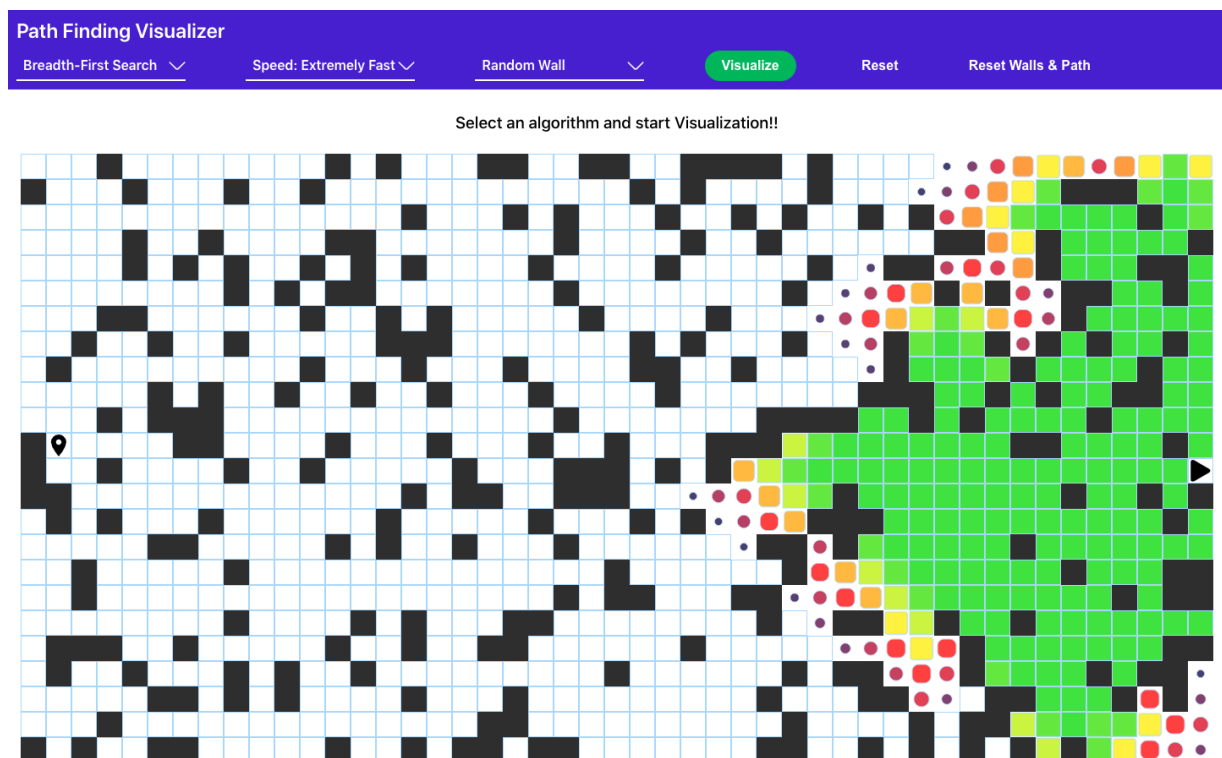 Path Finding Visualizer
Breadth-First Search Speed: Extremely Fast Random Wall Visualize Reset Reset Walls & Path
Select an algorithm and start Visualization!!